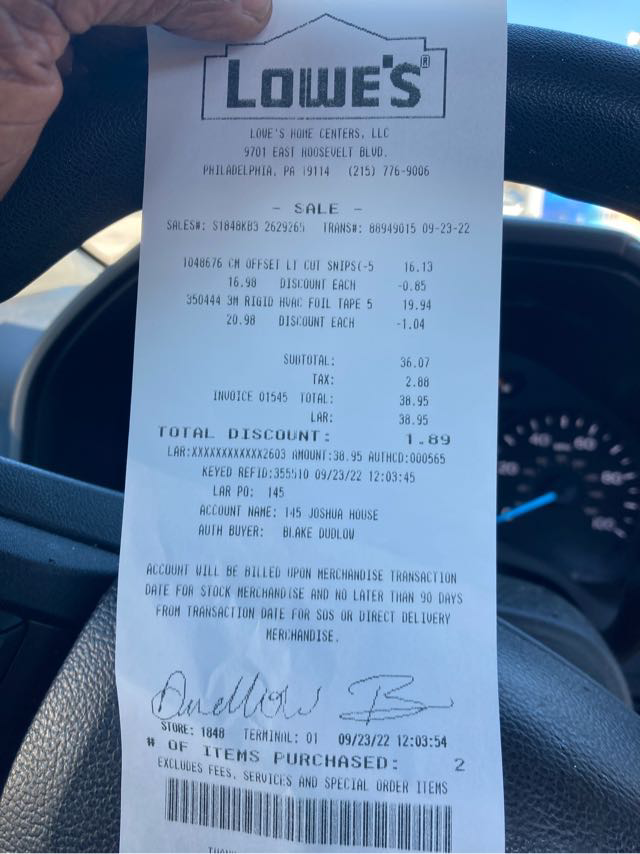 LOWE'S®
LOWE'S HOME CENTERS, LLC
9701 EAST ROOSEVELT BLVD.
PHILADELPHIA, PA 19114 (215) 776-9006
- SALE -
SALES#: S1848KB3 2629265 TRANS#: 88949015 09-23-22
1048676 CM OFFSET LT CUT SNIPS(-5 16.13
16.98 DISCOUNT EACH -0.85
350444 3M RIGID HVAC FOIL TAPE 5 19.94
20.98 DISCOUNT EACH -1.04
SUBTOTAL: 36.07
TAX: 2.88
INVOICE 01545 TOTAL: 38.95
LAR: 38.95
TOTAL DISCOUNT: 1.89
LAR:XXXXXXXXXXXX2603 AMOUNT:38.95 AUTHCD:000565
KEYED REFID:355510 09/23/22 12:03:45
LAR PO: 145
ACCOUNT NAME: 145 JOSHUA HOUSE
AUTH BUYER: BLAKE DUDLOW
ACCOUNT WILL BE BILLED UPON MERCHANDISE TRANSACTION
DATE FOR STOCK MERCHANDISE AND NO LATER THAN 90 DAYS
FROM TRANSACTION DATE FOR SOS OR DIRECT DELIVERY
MERCHANDISE.
STORE: 1848 TERMINAL: 01 09/23/22 12:03:54
# OF ITEMS PURCHASED: 2
EXCLUDES FEES, SERVICES AND SPECIAL ORDER ITEMS